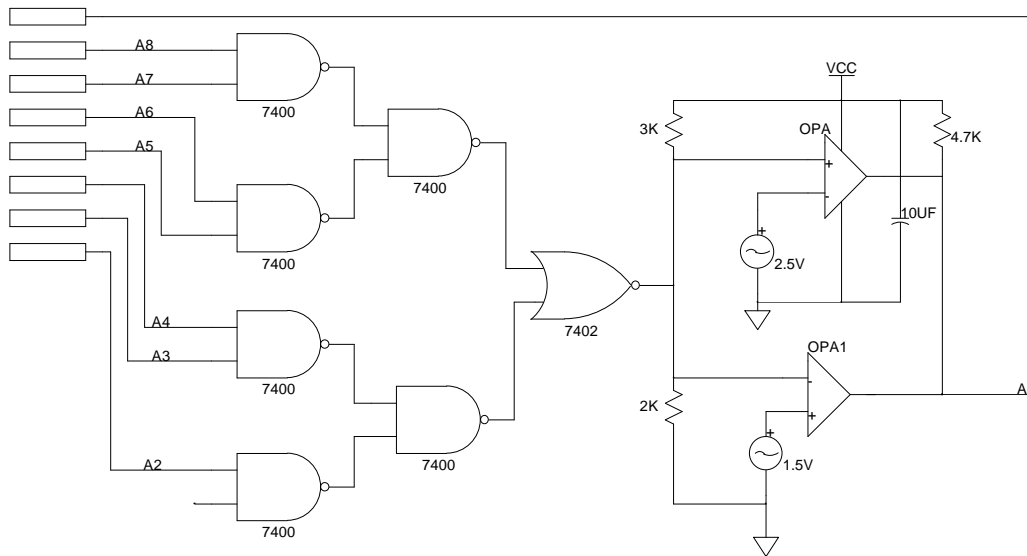 A8
A7
7400
A6
A5
7400
7400
A4
A3
7400
7400
A2
7400
7402
VCC
3K
OPA
+
-
4.7K
10UF
+
2.5V
OPA1
-
+
2K
+
1.5V
A